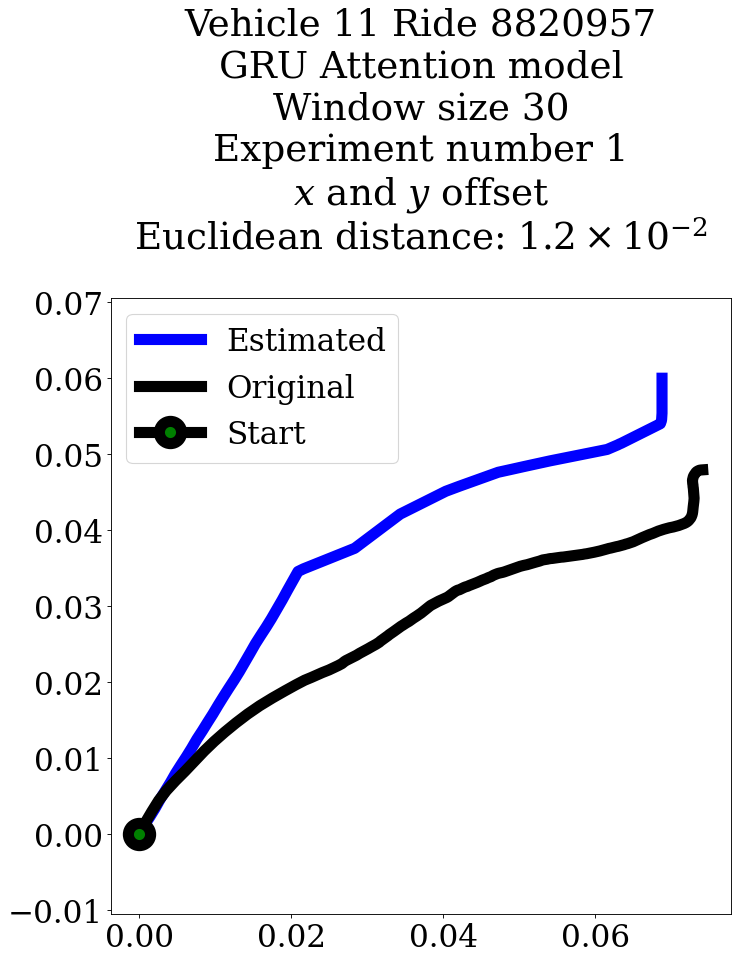 Vehicle 11 Ride 8820957
GRU Attention model
Window size 30
Experiment number 1
x and y offset
Euclidean distance: 1.2 × 10⁻²
0.07
0.06
0.05
0.04
0.03
0.02
0.01
0.00
−0.01
Estimated
Original
Start
0.00 0.02 0.04 0.06